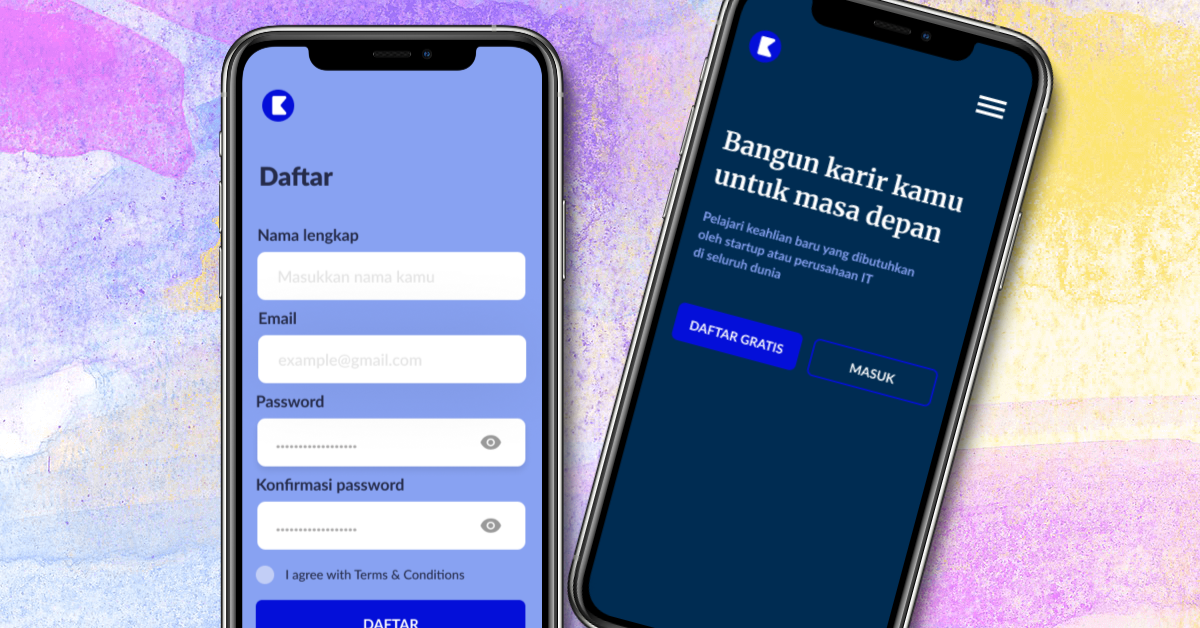 Daftar
Nama lengkap
Masukkan nama kamu
Email
example@gmail.com
Password
Konfirmasi password
I agree with Terms & Conditions
DAFTAR
Bangun karir kamu
untuk masa depan
Pelajari keahlian baru yang dibutuhkan
oleh startup atau perusahaan IT
di seluruh dunia
DAFTAR GRATIS
MASUK